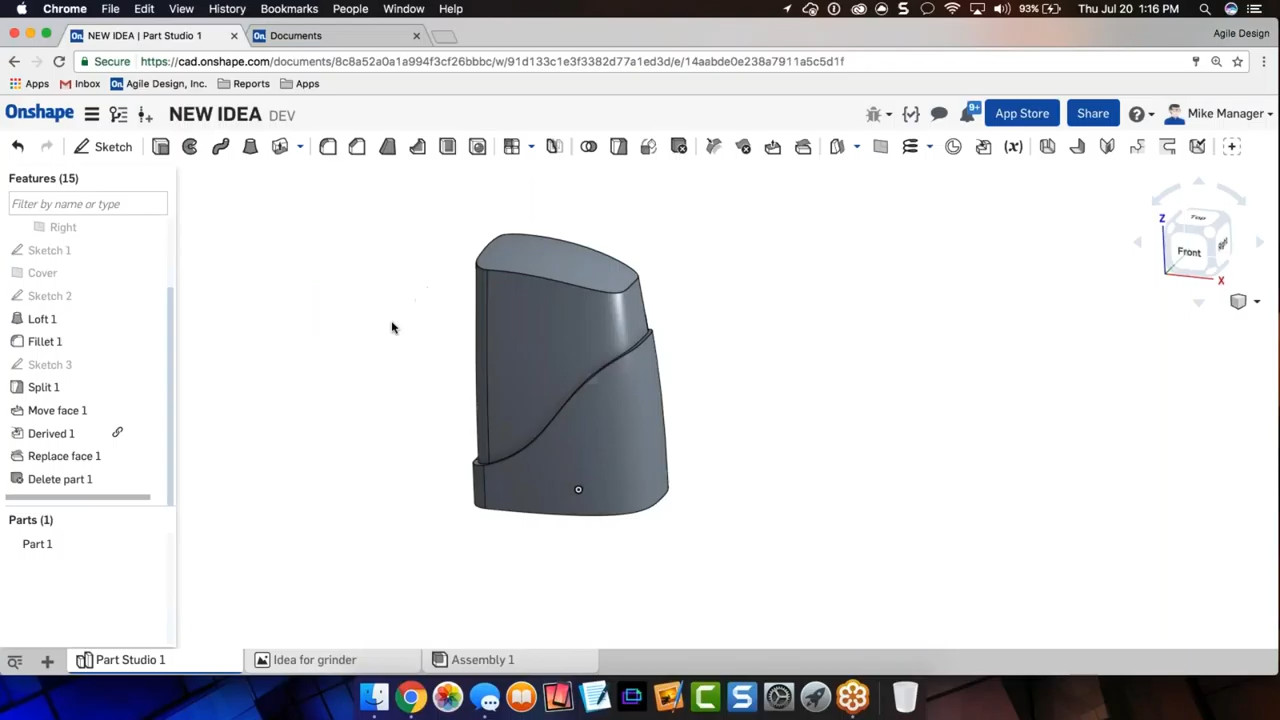 Chrome File Edit View History Bookmarks People Window Help 93% Thu Jul 20 1:16 PM
NEW IDEA | Part Studio 1 Documents Agile Design
Secure https://cad.onshape.com/documents/8c8a52a0a1a994f3cf26bbbc/w/91d133c1e3f3382d77a1ed3d/e/14aabde0e238a7911a5c5d1f
Apps Inbox Agile Design, Inc. Reports Apps
Onshape NEW IDEA DEV 9+ App Store Share Mike Manager
Sketch (x)
Features (15)
Filter by name or type
Right
Sketch 1
Cover
Sketch 2
Loft 1
Fillet 1
Sketch 3
Split 1
Move face 1
Derived 1
Replace face 1
Delete part 1
Parts (1)
Part 1
Z
Top
Front
Right
X
Part Studio 1 Idea for grinder Assembly 1